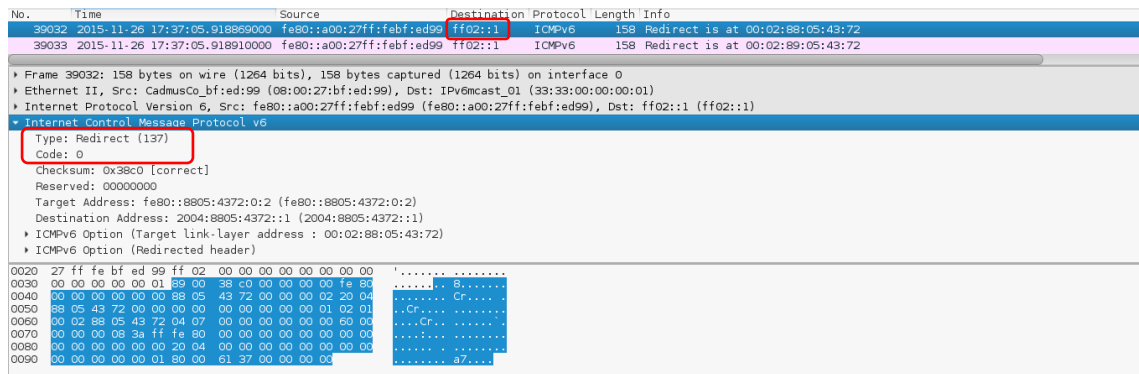 No. Time Source Destination Protocol Length Info
39032 2015-11-26 17:37:05.918869000 fe80::a00:27ff:febf:ed99 ff02::1 ICMPv6 158 Redirect is at 00:02:88:05:43:72
39033 2015-11-26 17:37:05.918910000 fe80::a00:27ff:febf:ed99 ff02::1 ICMPv6 158 Redirect is at 00:02:89:05:43:72
Frame 39032: 158 bytes on wire (1264 bits), 158 bytes captured (1264 bits) on interface 0
Ethernet II, Src: CadmusCo_bf:ed:99 (08:00:27:bf:ed:99), Dst: IPv6mcast_01 (33:33:00:00:00:01)
Internet Protocol Version 6, Src: fe80::a00:27ff:febf:ed99 (fe80::a00:27ff:febf:ed99), Dst: ff02::1 (ff02::1)
Internet Control Message Protocol v6
Type: Redirect (137)
Code: 0
Checksum: 0x38c0 [correct]
Reserved: 00000000
Target Address: fe80::8805:4372:0:2 (fe80::8805:4372:0:2)
Destination Address: 2004:8805:4372::1 (2004:8805:4372::1)
ICMPv6 Option (Target link-layer address : 00:02:88:05:43:72)
ICMPv6 Option (Redirected header)
0020 27 ff fe bf ed 99 ff 02 00 00 00 00 00 00 00 00 '....... ........
0030 00 00 00 00 00 01 89 00 38 c0 00 00 00 00 fe 80 ........ 8.......
0040 00 00 00 00 00 00 88 05 43 72 00 00 00 02 20 04 ........ Cr.... .
0050 88 05 43 72 00 00 00 00 00 00 00 00 00 01 02 01 ..Cr.... ........
0060 00 02 88 05 43 72 04 07 00 00 00 00 00 00 60 00 ....Cr.. ......`.
0070 00 00 00 08 3a ff fe 80 00 00 00 00 00 00 00 00 ....:... ........
0080 00 00 00 00 00 00 20 04 00 00 00 00 00 00 00 00 ...... . ........
0090 00 00 00 00 00 01 80 00 61 37 00 00 00 00 ........ a7....